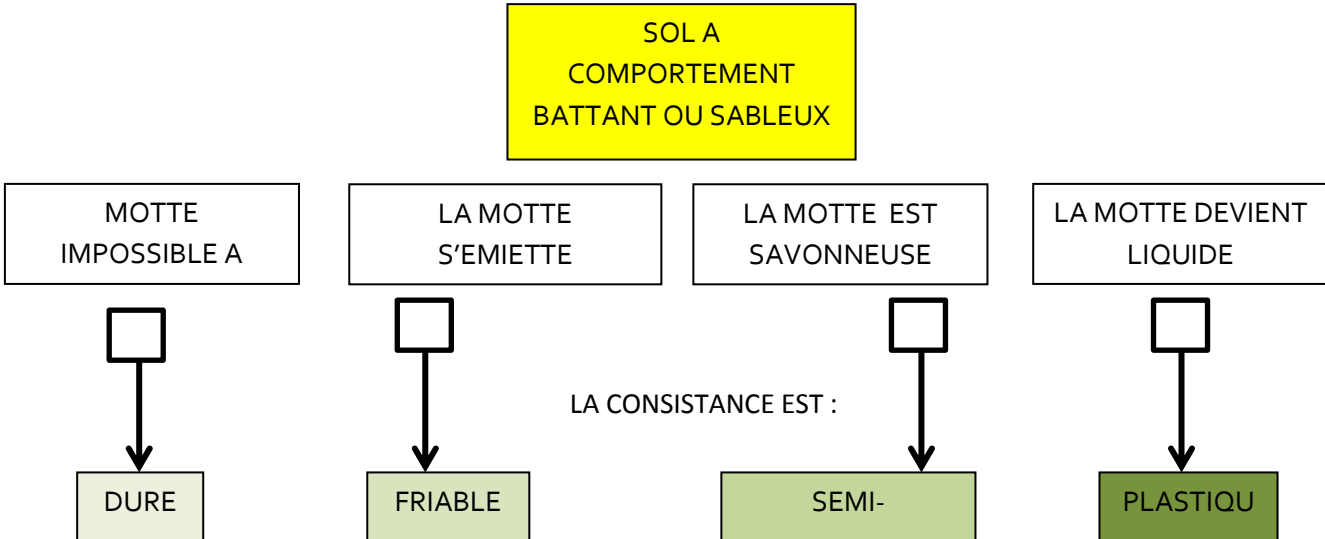 SOL A
COMPORTEMENT
BATTANT OU SABLEUX
MOTTE
IMPOSSIBLE A
LA MOTTE
S'EMIETTE
LA MOTTE EST
SAVONNEUSE
LA MOTTE DEVIENT
LIQUIDE
LA CONSISTANCE EST :
DURE
FRIABLE
SEMI-
PLASTIQU